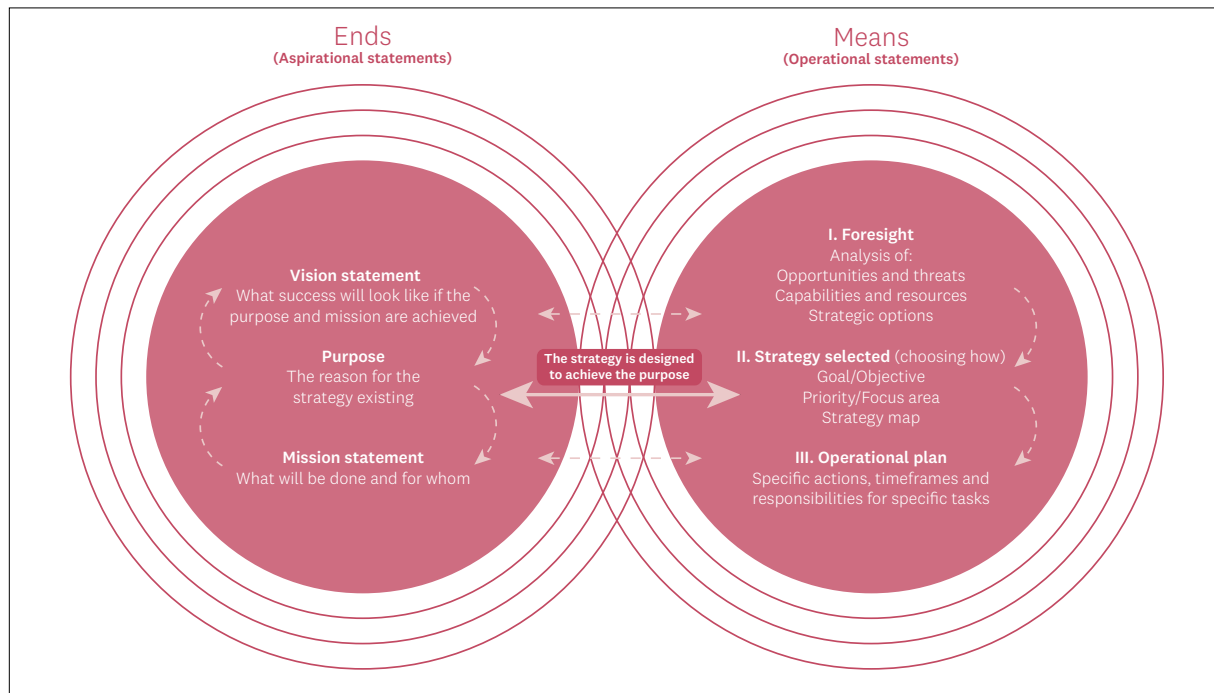 Ends
(Aspirational statements)
Vision statement
What success will look like if the
purpose and mission are achieved
Purpose
The reason for the
strategy existing
Mission statement
What will be done and for whom
The strategy is designed
to achieve the purpose
Means
(Operational statements)
I. Foresight
Analysis of:
Opportunities and threats
Capabilities and resources
Strategic options
II. Strategy selected (choosing how)
Goal/Objective
Priority/Focus area
Strategy map
III. Operational plan
Specific actions, timeframes and
responsibilities for specific tasks